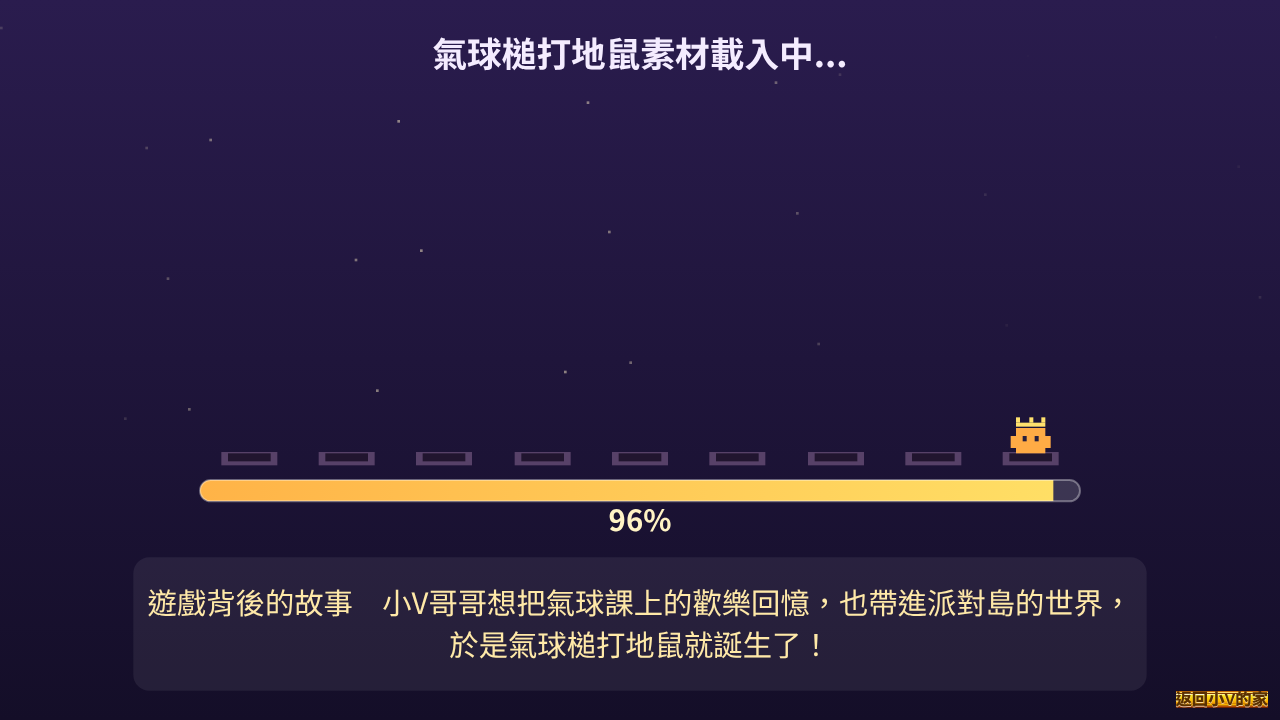 氣球槌打地鼠素材載入中...
96%
遊戲背後的故事　小V哥哥想把氣球課上的歡樂回憶，也帶進派對島的世界，
於是氣球槌打地鼠就誕生了！
返回小V的家